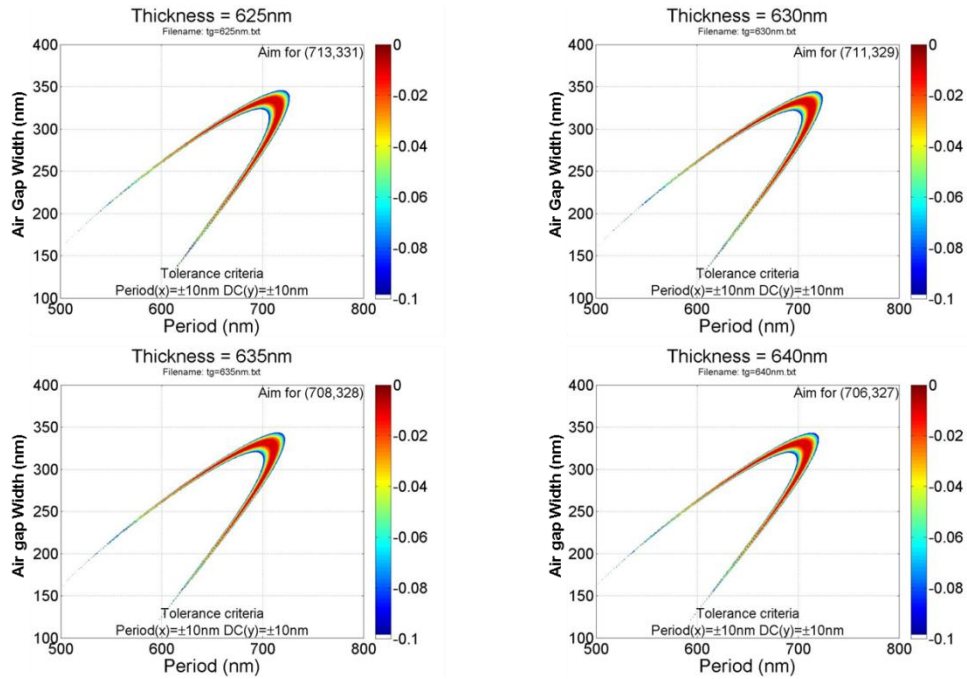 Thickness = 625nm
Filename: tg=625nm.txt
Aim for (713,331)
400
350
300
250
200
150
100
Air Gap Width (nm)
Tolerance criteria
Period(x)=±10nm DC(y)=±10nm
500 600 700 800
Period (nm)
0
-0.02
-0.04
-0.06
-0.08
-0.1
Thickness = 630nm
Filename: tg=630nm.txt
Aim for (711,329)
400
350
300
250
200
150
100
Air Gap Width (nm)
Tolerance criteria
Period(x)=±10nm DC(y)=±10nm
500 600 700 800
Period (nm)
0
-0.02
-0.04
-0.06
-0.08
-0.1
Thickness = 635nm
Filename: tg=635nm.txt
Aim for (708,328)
400
350
300
250
200
150
100
Air gap Width (nm)
Tolerance criteria
Period(x)=±10nm DC(y)=±10nm
500 600 700 800
Period (nm)
0
-0.02
-0.04
-0.06
-0.08
-0.1
Thickness = 640nm
Filename: tg=640nm.txt
Aim for (706,327)
400
350
300
250
200
150
100
Air gap Width (nm)
Tolerance criteria
Period(x)=±10nm DC(y)=±10nm
500 600 700 800
Period (nm)
0
-0.02
-0.04
-0.06
-0.08
-0.1